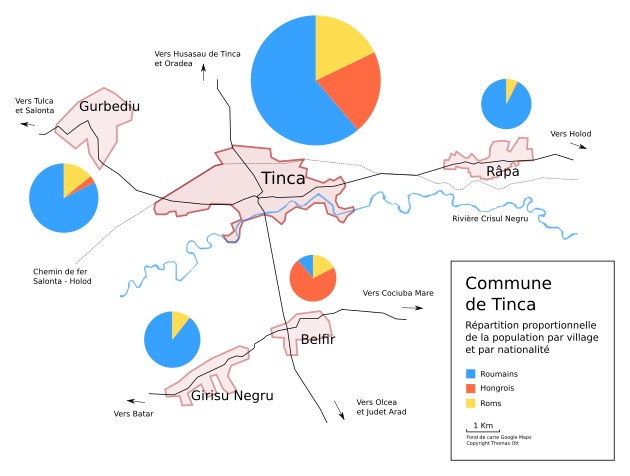 Vers Husasau de Tinca
et Oradea
Vers Tulca
et Salonta
Gurbediu
Vers Holod
Tinca
Râpa
Rivière Crisul Negru
Chemin de fer
Salonta - Holod
Vers Cociuba Mare
Belfir
Girisu Negru
Vers Batar
Vers Olcea
et Judet Arad
Commune
de Tinca
Répartition proportionnelle
de la population par village
et par nationalité
Roumains
Hongrois
Roms
1 Km
Fond de carte Google Maps
Copyright Thomas Ott